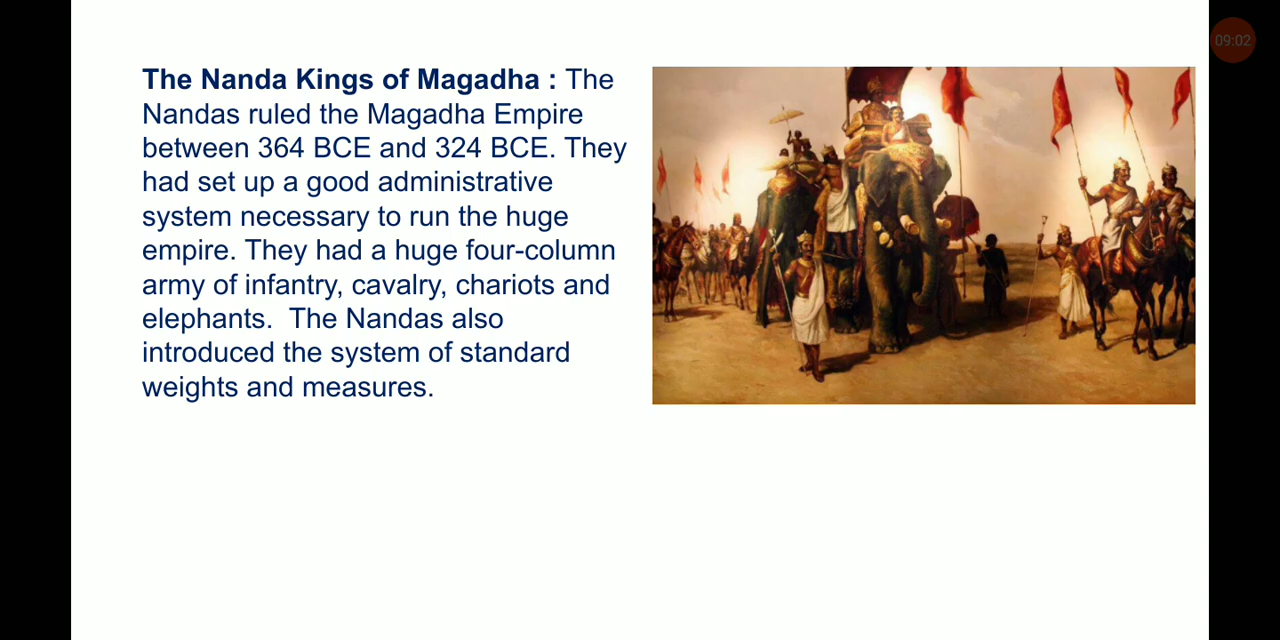 The Nanda Kings of Magadha : The
Nandas ruled the Magadha Empire
between 364 BCE and 324 BCE. They
had set up a good administrative
system necessary to run the huge
empire. They had a huge four-column
army of infantry, cavalry, chariots and
elephants.  The Nandas also
introduced the system of standard
weights and measures.
09:02